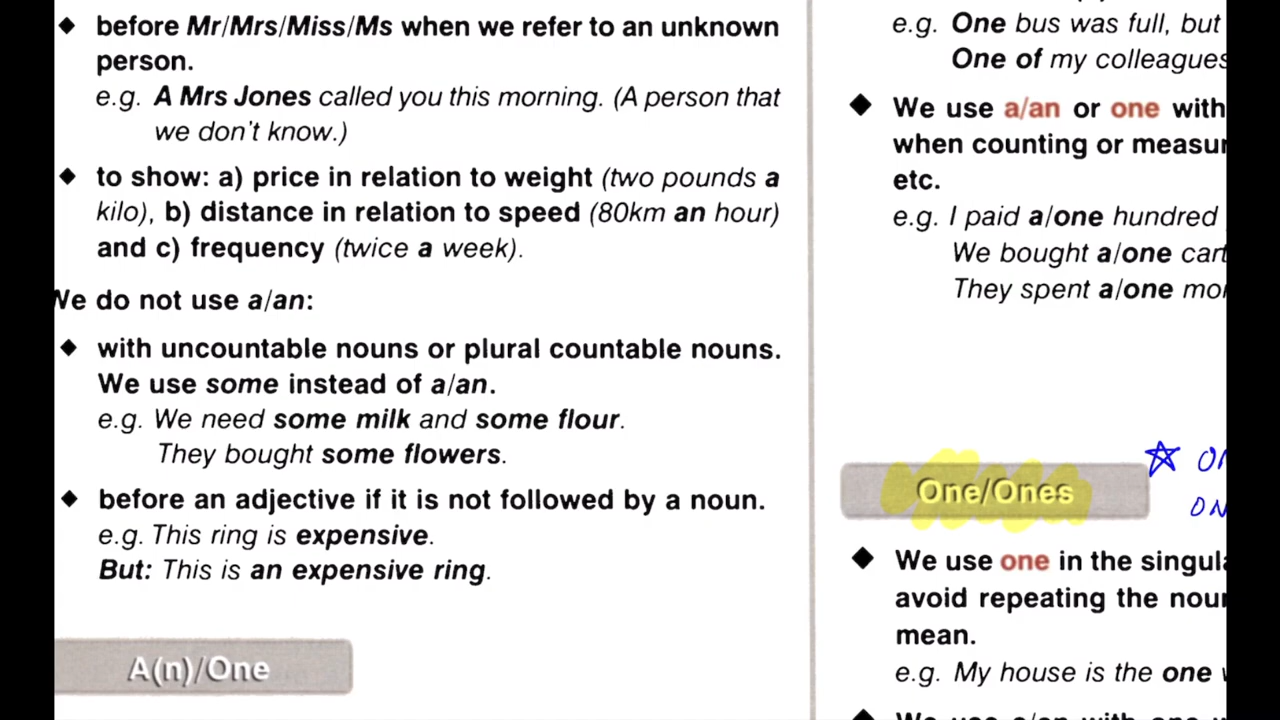 ◆ before Mr/Mrs/Miss/Ms when we refer to an unknown
person.
e.g. A Mrs Jones called you this morning. (A person that
we don't know.)
◆ to show: a) price in relation to weight (two pounds a
kilo), b) distance in relation to speed (80km an hour)
and c) frequency (twice a week).
We do not use a/an:
◆ with uncountable nouns or plural countable nouns.
We use some instead of a/an.
e.g. We need some milk and some flour.
They bought some flowers.
◆ before an adjective if it is not followed by a noun.
e.g. This ring is expensive.
But: This is an expensive ring.
A(n)/One
e.g. One bus was full, but
One of my colleagues
◆ We use a/an or one with
when counting or measur
etc.
e.g. I paid a/one hundred
We bought a/one cart
They spent a/one mo
One/Ones
◆ We use one in the singula
avoid repeating the nou
mean.
e.g. My house is the one
◆ We use a/an with one